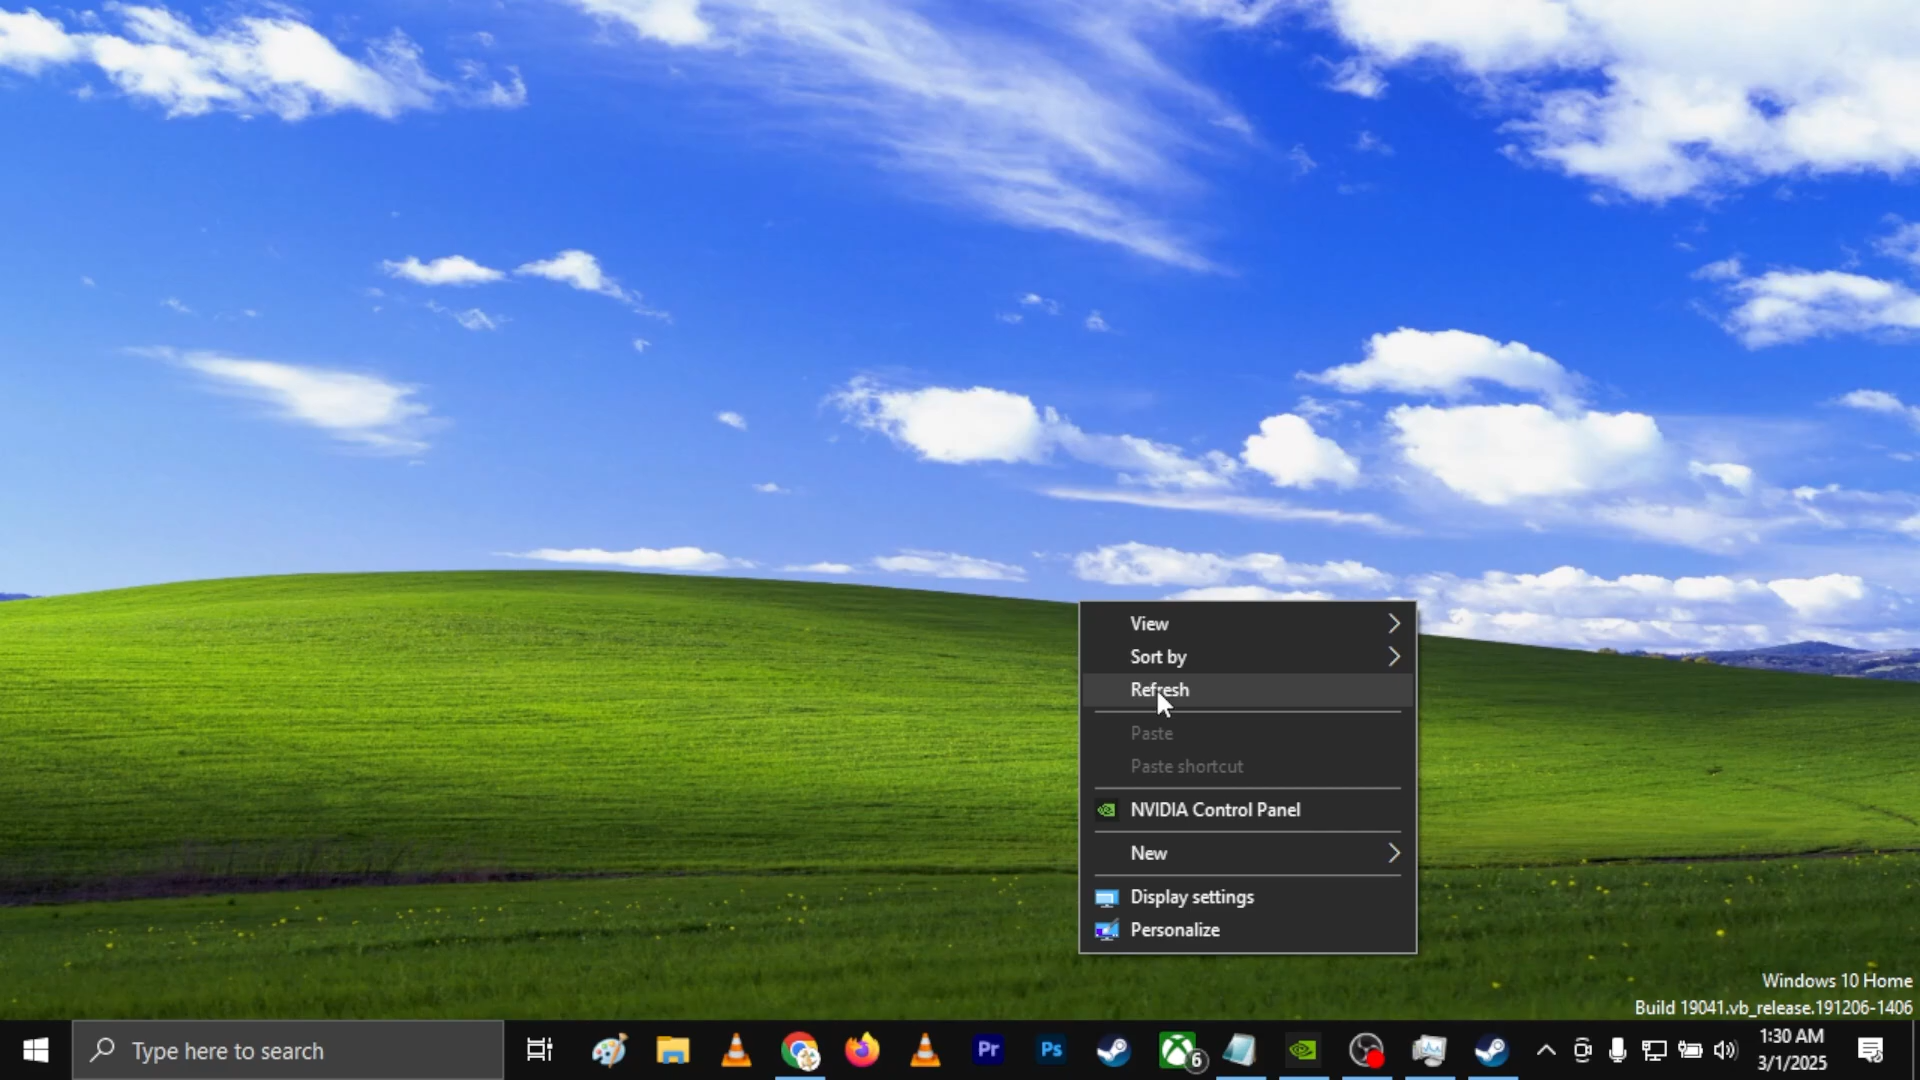 View
Sort by
Refresh
Paste
Paste shortcut
NVIDIA Control Panel
New
Display settings
Personalize
Windows 10 Home
Build 19041.vb_release.191206-1406
Type here to search
Pr
Ps
6
1:30 AM
3/1/2025